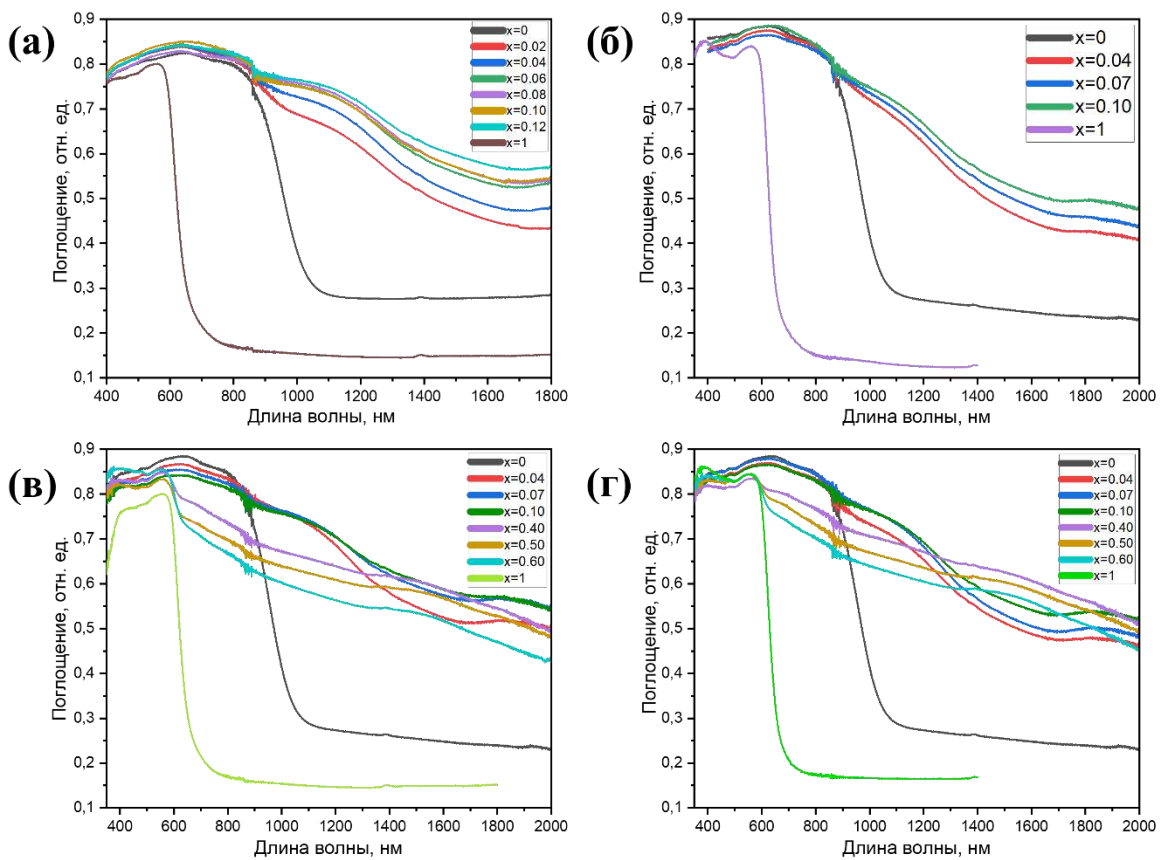 (а)
Поглощение, отн. ед.
0,9
0,8
0,7
0,6
0,5
0,4
0,3
0,2
0,1
x=0
x=0.02
x=0.04
x=0.06
x=0.08
x=0.10
x=0.12
x=1
400 600 800 1000 1200 1400 1600 1800
Длина волны, нм
(б)
Поглощение, отн. ед.
0,9
0,8
0,7
0,6
0,5
0,4
0,3
0,2
0,1
x=0
x=0.04
x=0.07
x=0.10
x=1
400 600 800 1000 1200 1400 1600 1800 2000
Длина волны, нм
(в)
Поглощение, отн. ед.
0,9
0,8
0,7
0,6
0,5
0,4
0,3
0,2
0,1
x=0
x=0.04
x=0.07
x=0.10
x=0.40
x=0.50
x=0.60
x=1
400 600 800 1000 1200 1400 1600 1800 2000
Длина волны, нм
(г)
Поглощение, отн. ед.
0,9
0,8
0,7
0,6
0,5
0,4
0,3
0,2
0,1
x=0
x=0.04
x=0.07
x=0.10
x=0.40
x=0.50
x=0.60
x=1
400 600 800 1000 1200 1400 1600 1800 2000
Длина волны, нм